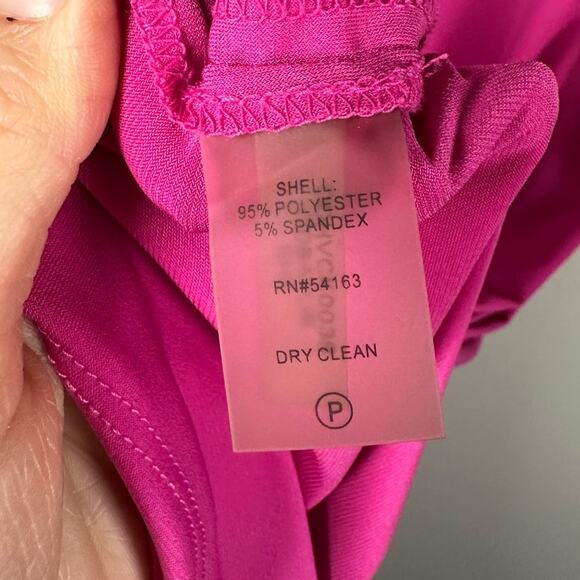 SHELL:
95% POLYESTER
5% SPANDEX
RN#54163
DRY CLEAN
P